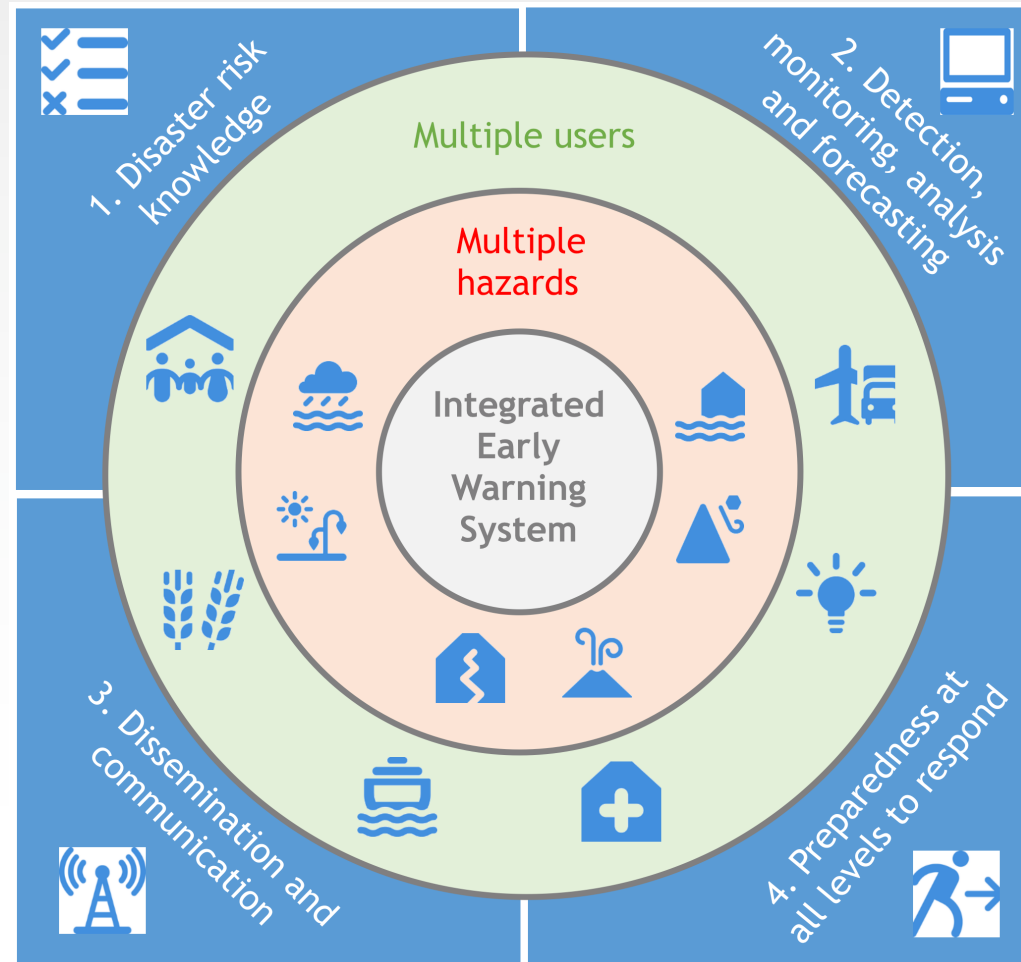 1. Disaster risk
knowledge
2. Detection,
monitoring, analysis
and forecasting
Multiple users
Multiple
hazards
Integrated
Early
Warning
System
3. Dissemination and
communication
4. Preparedness at
all levels to respond